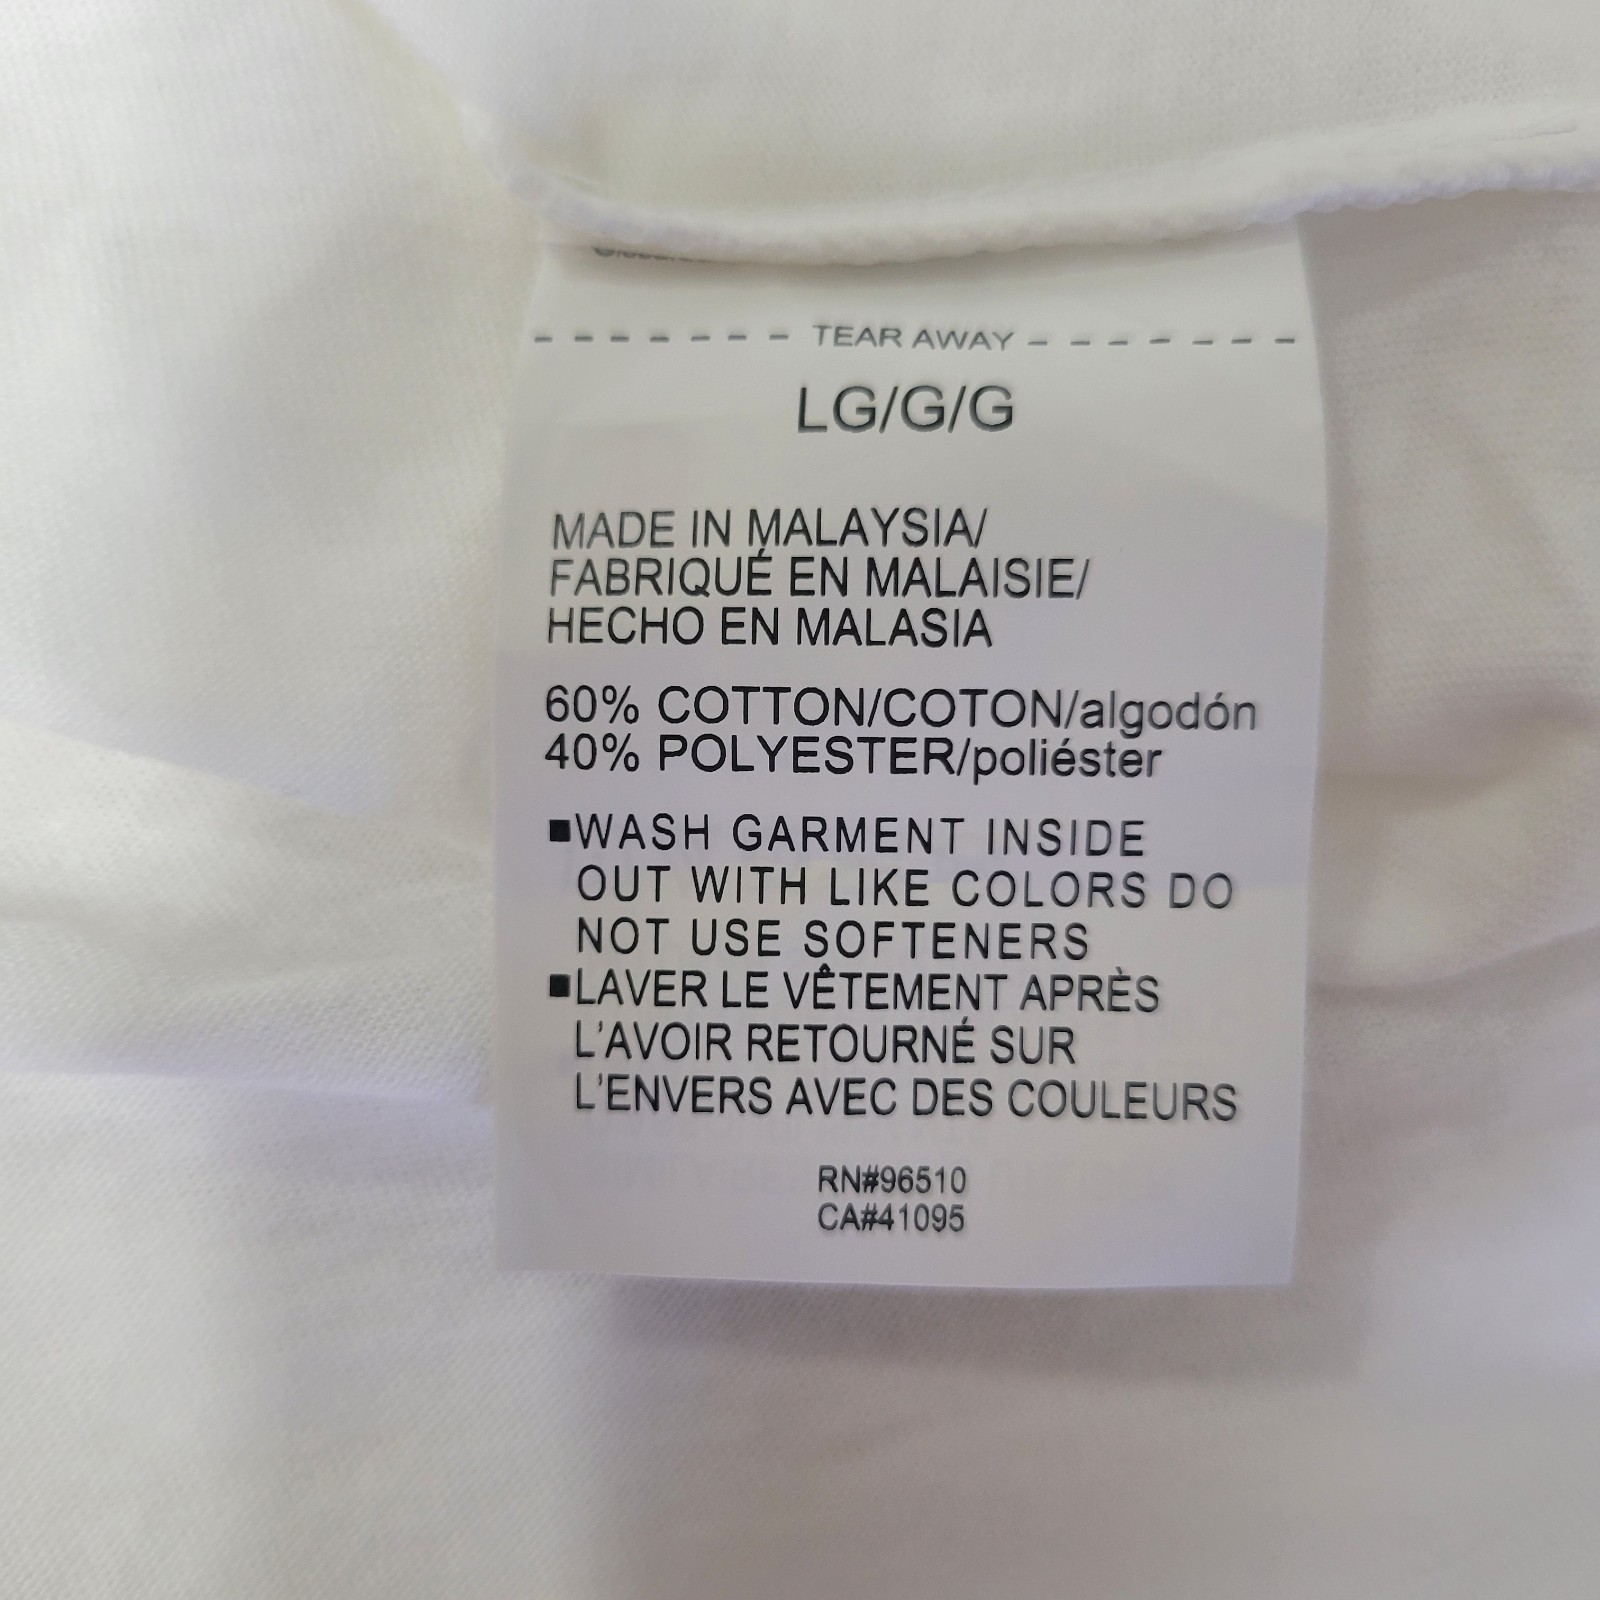 - - - - - - - TEAR AWAY - - - - - - -
LG/G/G
MADE IN MALAYSIA/
FABRIQUÉ EN MALAISIE/
HECHO EN MALASIA
60% COTTON/COTON/algodón
40% POLYESTER/poliéster
■WASH GARMENT INSIDE
OUT WITH LIKE COLORS DO
NOT USE SOFTENERS
■LAVER LE VÊTEMENT APRÈS
L'AVOIR RETOURNÉ SUR
L'ENVERS AVEC DES COULEURS
RN#96510
CA#41095